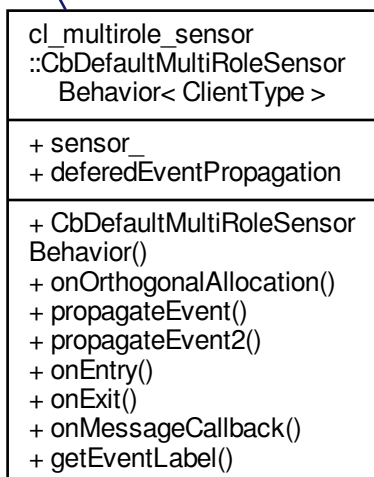 cl_multirole_sensor
::CbDefaultMultiRoleSensor
Behavior< ClientType >
+ sensor_
+ deferedEventPropagation
+ CbDefaultMultiRoleSensor
Behavior()
+ onOrthogonalAllocation()
+ propagateEvent()
+ propagateEvent2()
+ onEntry()
+ onExit()
+ onMessageCallback()
+ getEventLabel()